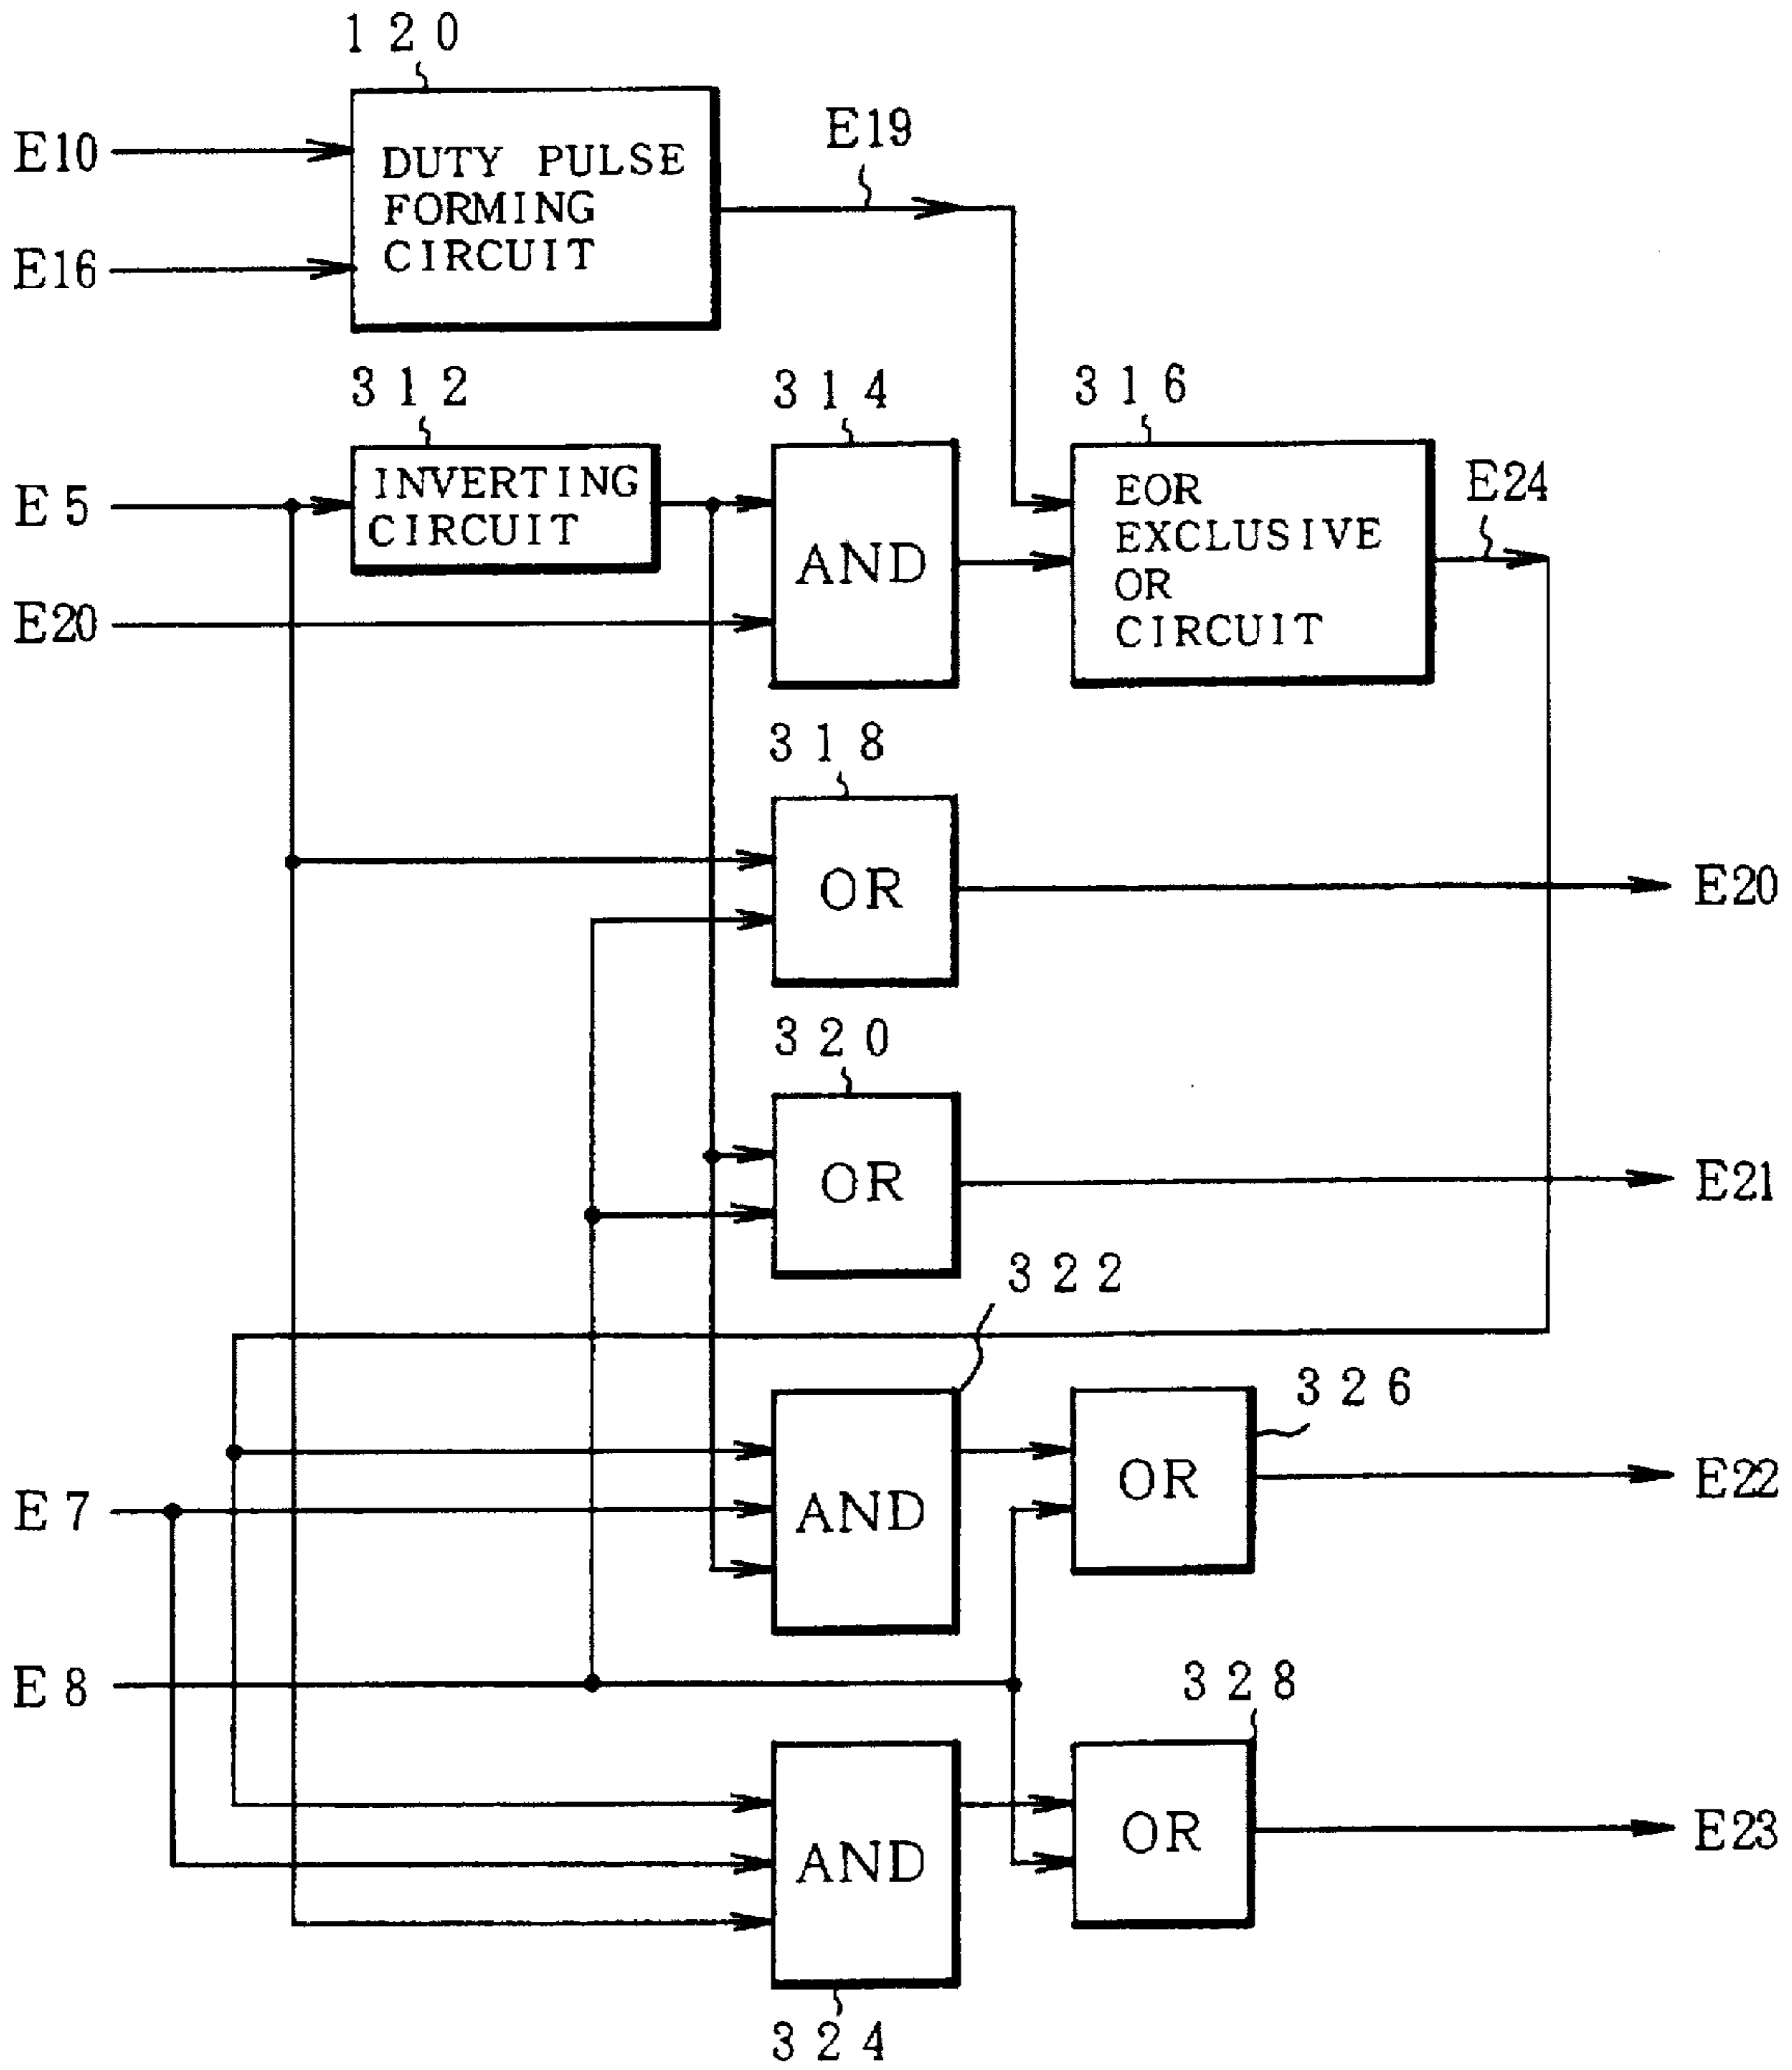 120
E10
DUTY PULSE
FORMING
CIRCUIT
E19
E16
312
314
316
E5
INVERTING
CIRCUIT
AND
EOR
EXCLUSIVE
OR
CIRCUIT
E24
E20
318
OR
E20
320
OR
E21
322
326
E7
AND
OR
E22
E8
328
AND
OR
E23
324